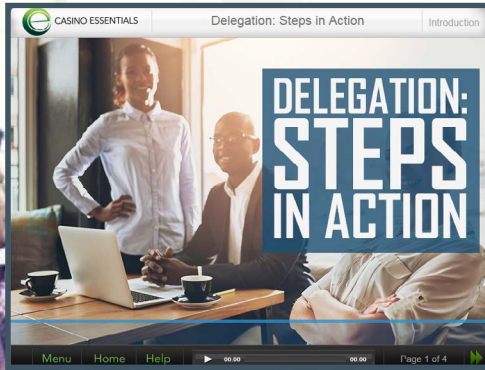 CASINO ESSENTIALS
Delegation: Steps in Action
Introduction
DELEGATION:
STEPS
IN ACTION
Menu
Home
Help
00:00
00:00
Page 1 of 4